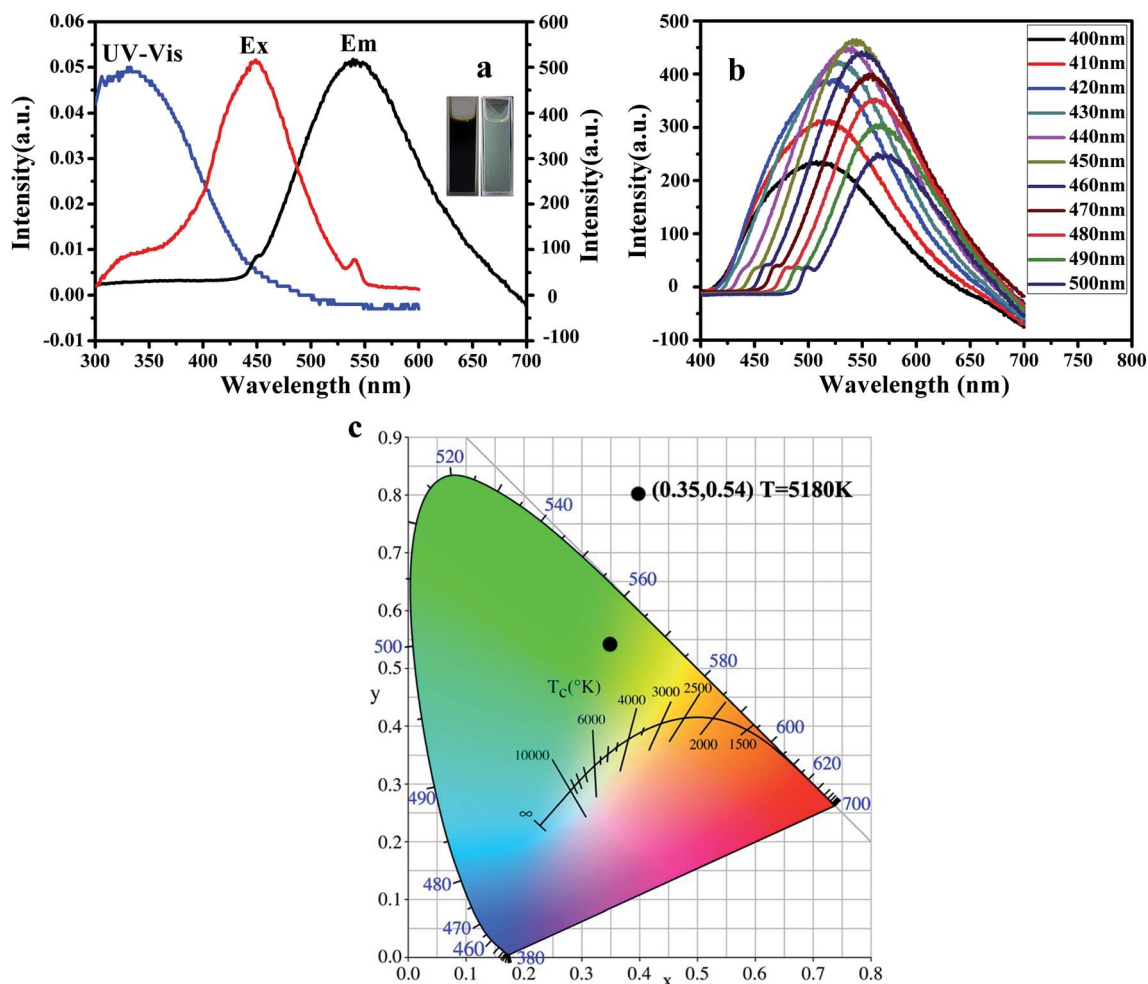 0.06
0.05
0.04
0.03
0.02
0.01
0.00
-0.01
Intensity(a.u.)
UV-Vis
Ex
Em
a
600
500
400
300
200
100
0
-100
Intensity(a.u.)
300 350 400 450 500 550 600 700
Wavelength (nm)
500
400
300
200
100
0
-100
Intensity(a.u.)
b
400nm
410nm
420nm
430nm
440nm
450nm
460nm
470nm
480nm
490nm
500nm
400 450 500 550 600 700 800
Wavelength (nm)
c
0.9
0.8
0.7
0.6
0.5
y
0.4
0.3
0.2
0.1
0.0
(0.35,0.54) T=5180K
520
540
560
500
580
600
620
700
490
480
470
460
380
Tc(°K)
4000
3000
2500
6000
2000
1500
10000
∞
0.0 0.1 0.2 0.3 0.4 0.5 0.6 0.7 0.8
x